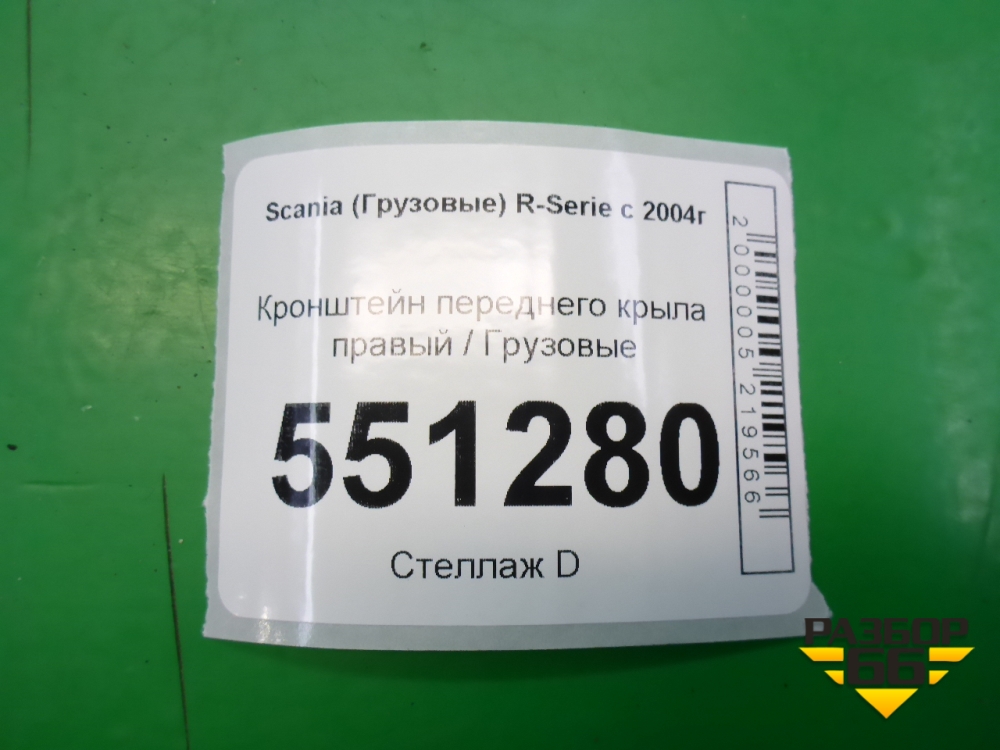 Scania (Грузовые) R-Serie с 2004г
Кронштейн переднего крыла
правый / Грузовые
551280
Стеллаж D
2000005219566
РАЗБОР
66